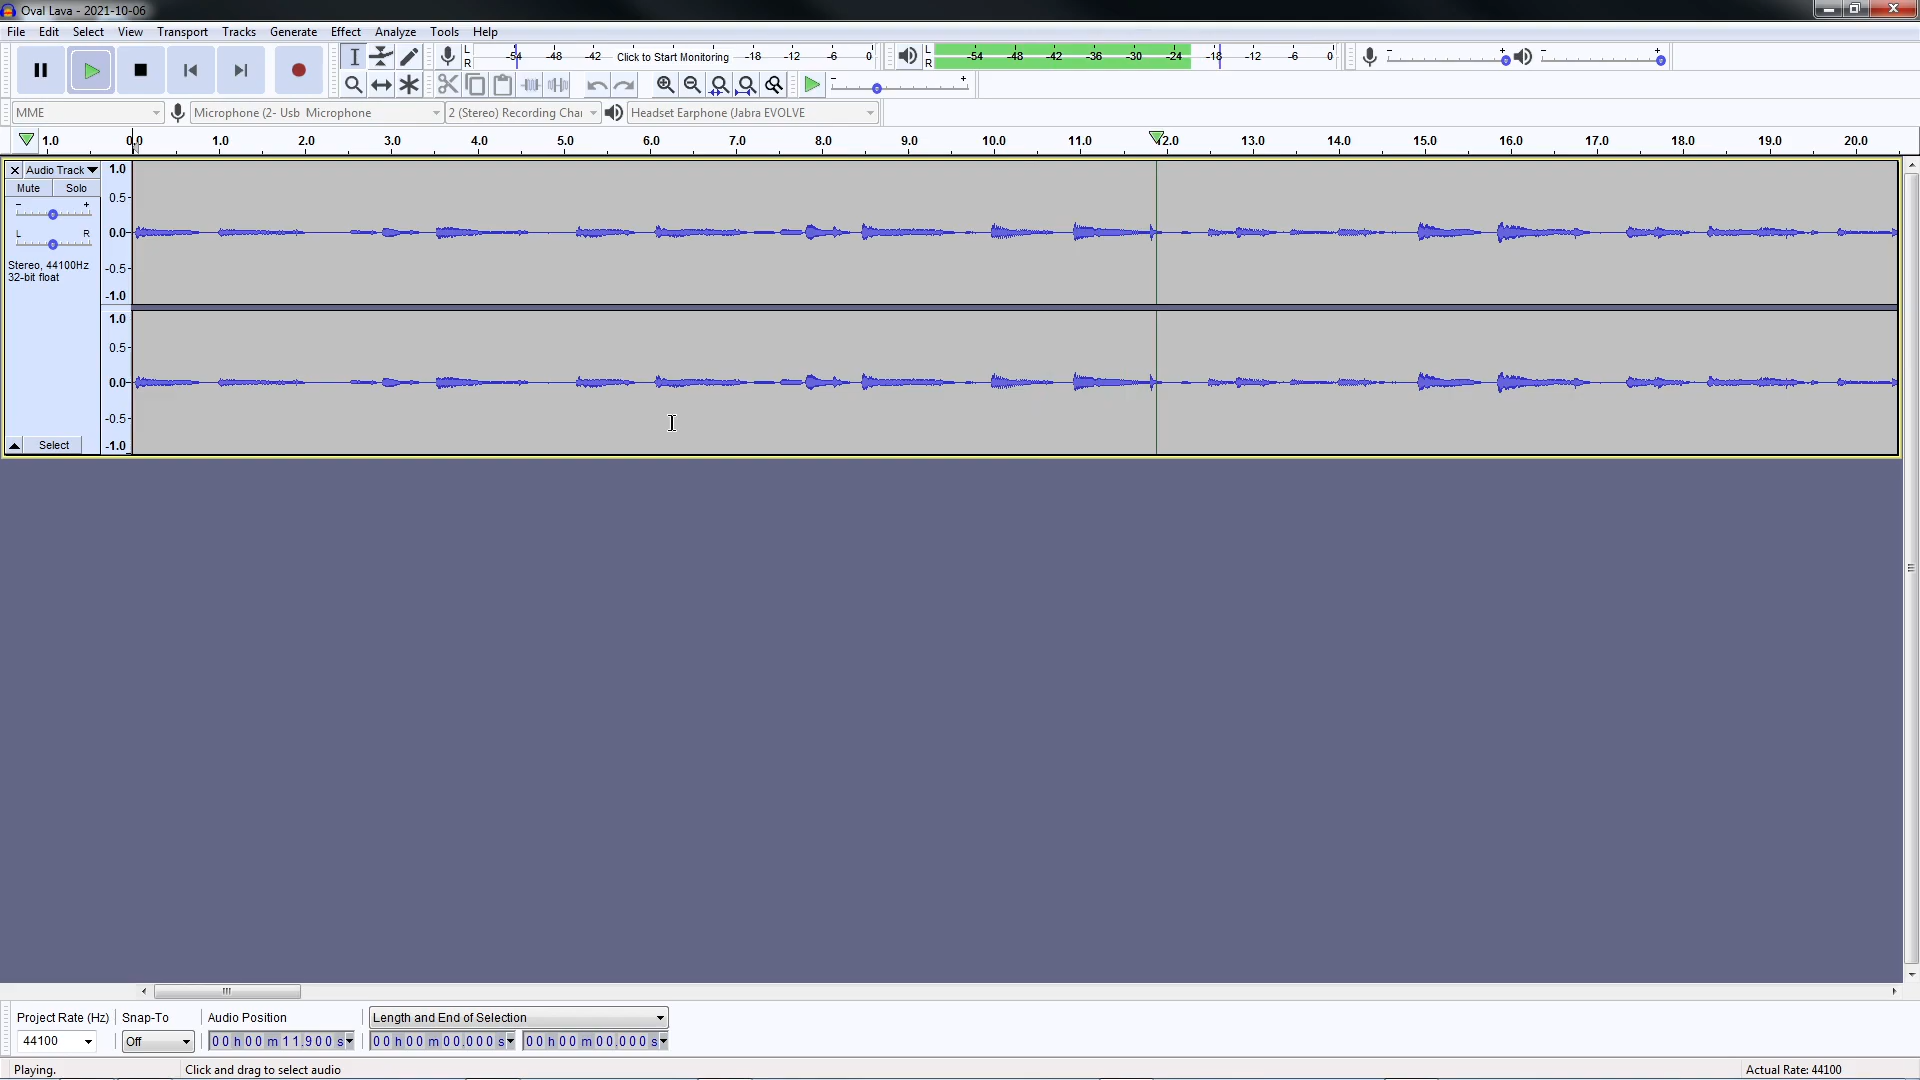 Oval Lava - 2021-10-06
File Edit Select View Transport Tracks Generate Effect Analyze Tools Help
L R -54 -48 -42 Click to Start Monitoring -18 -12 -6 0
L R -54 -48 -42 -36 -30 -24 -18 -12 -6 0
MME Microphone (2- Usb Microphone 2 (Stereo) Recording Chai Headset Earphone (Jabra EVOLVE
1.0 0.0 1.0 2.0 3.0 4.0 5.0 6.0 7.0 8.0 9.0 10.0 11.0 12.0 13.0 14.0 15.0 16.0 17.0 18.0 19.0 20.0
Audio Track 1.0
Mute Solo
0.5
L R 0.0
Stereo, 44100Hz -0.5
32-bit float
-1.0
1.0
0.5
0.0
-0.5
Select -1.0
Project Rate (Hz) Snap-To Audio Position Length and End of Selection
44100 Off 00 h 00 m 11.900 s 00 h 00 m 00.000 s 00 h 00 m 00.000 s
Playing. Click and drag to select audio Actual Rate: 44100